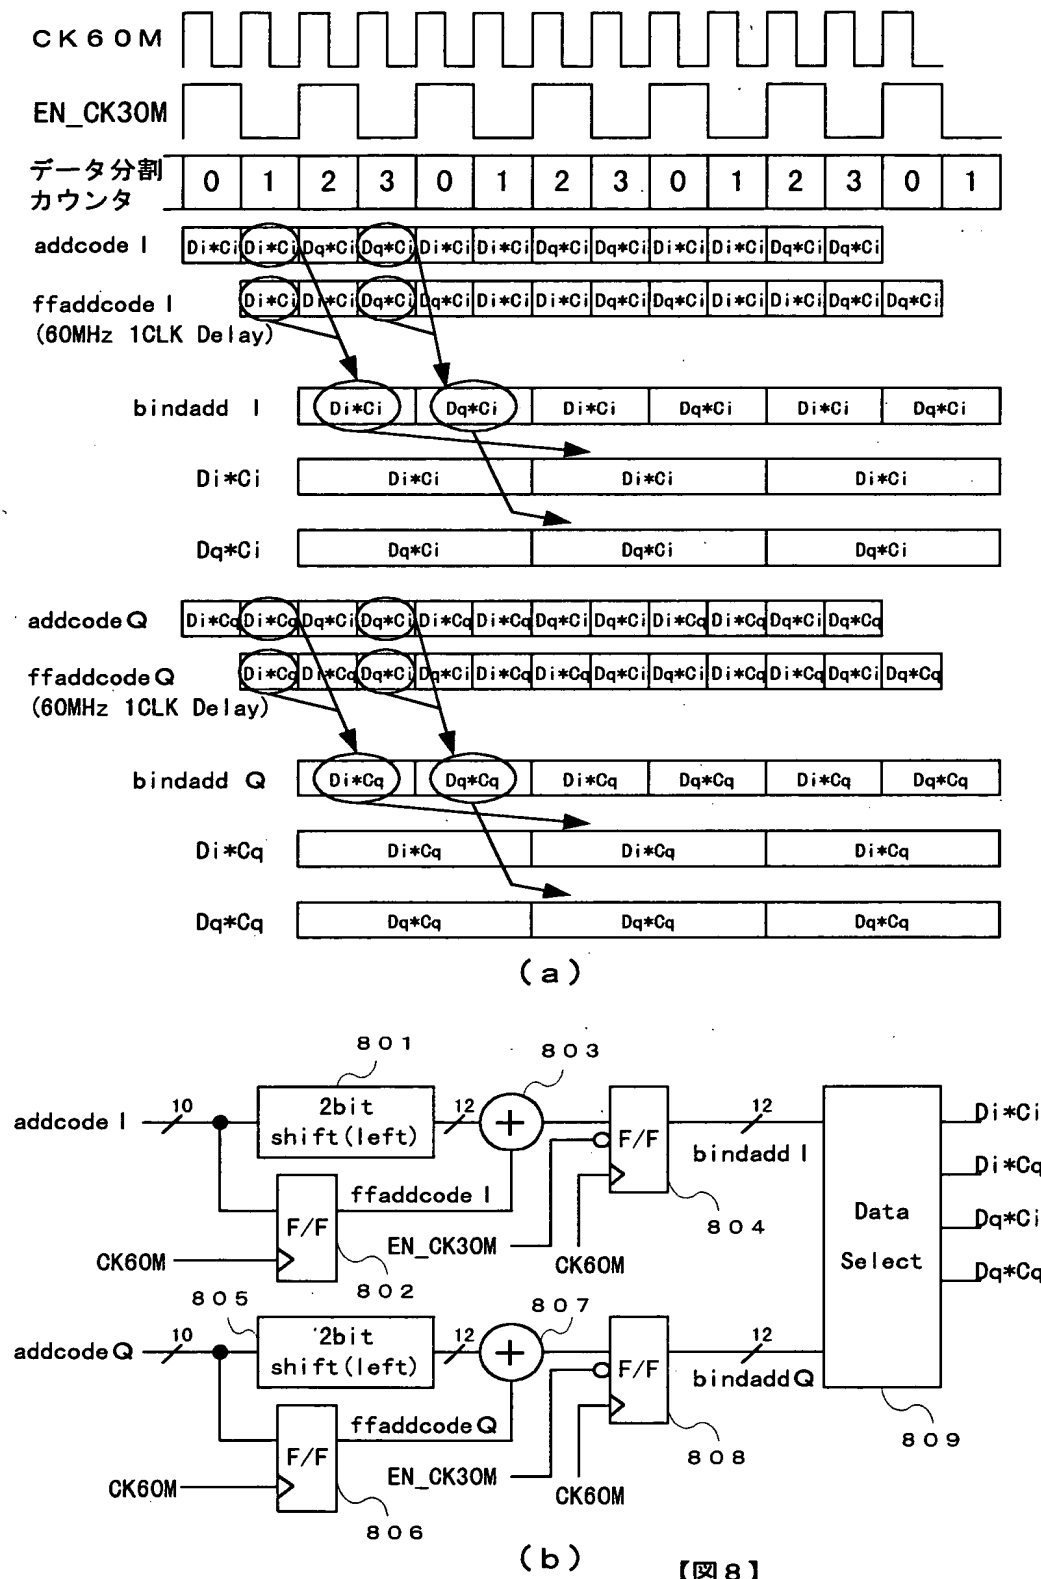 CK60M
EN_CK30M
データ分割
カウンタ
0 1 2 3 0 1 2 3 0 1 2 3 0 1
addcode I
Di*Ci Di*Ci Dq*Ci Dq*Ci Di*Ci Di*Ci Dq*Ci Dq*Ci Di*Ci Di*Ci Dq*Ci Dq*Ci
ffaddcode I
(60MHz 1CLK Delay)
Di*Ci Di*Ci Dq*Ci Dq*Ci Di*Ci Di*Ci Dq*Ci Dq*Ci Di*Ci Di*Ci Dq*Ci Dq*Ci
bindadd I
Di*Ci Dq*Ci Di*Ci Dq*Ci Di*Ci Dq*Ci
Di*Ci
Di*Ci Di*Ci Di*Ci
Dq*Ci
Dq*Ci Dq*Ci Dq*Ci
addcode Q
Di*Cq Di*Cq Dq*Ci Dq*Ci Di*Cq Di*Cq Dq*Ci Dq*Ci Di*Cq Di*Cq Dq*Ci Dq*Cq
ffaddcode Q
(60MHz 1CLK Delay)
Di*Cq Di*Cq Dq*Ci Dq*Ci Di*Cq Di*Cq Dq*Ci Dq*Ci Di*Cq Di*Cq Dq*Ci Dq*Cq
bindadd Q
Di*Cq Dq*Cq Di*Cq Dq*Cq Di*Cq Dq*Cq
Di*Cq
Di*Cq Di*Cq Di*Cq
Dq*Cq
Dq*Cq Dq*Cq Dq*Cq
(a)
801
803
addcode I
10
2bit
shift(left)
12
+
F/F
12
bindadd I
804
ffaddcode I
F/F
CK60M
802
EN_CK30M
CK60M
Data
Select
Di*Ci
Di*Cq
Dq*Ci
Dq*Cq
805
807
addcode Q
10
2bit
shift(left)
12
+
F/F
12
bindadd Q
808
809
ffaddcode Q
F/F
CK60M
806
EN_CK30M
CK60M
(b)
【図8】